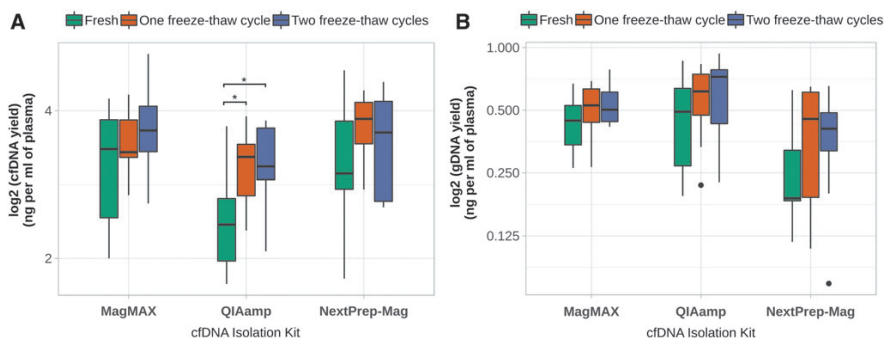 A
Fresh One freeze-thaw cycle Two freeze-thaw cycles
log2 (cfDNA yield)
(ng per ml of plasma)
4
2
*
*
MagMAX QIAamp NextPrep-Mag
cfDNA Isolation Kit
B
Fresh One freeze-thaw cycle Two freeze-thaw cycles
log2 (gDNA yield)
(ng per ml of plasma)
1.000
0.500
0.250
0.125
MagMAX QIAamp NextPrep-Mag
cfDNA Isolation Kit